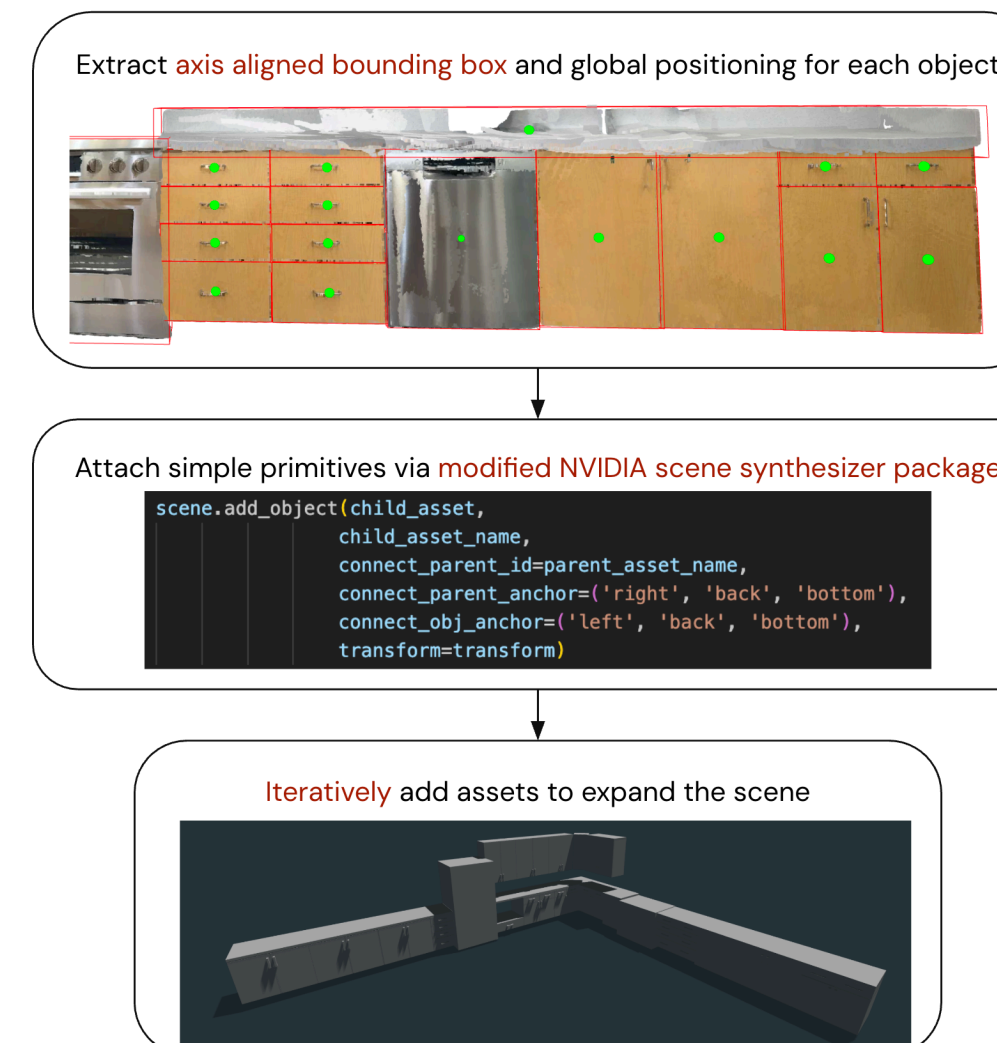 Extract axis aligned bounding box and global positioning for each object
Attach simple primitives via modified NVIDIA scene synthesizer package
scene.add_object(child_asset,
child_asset_name,
connect_parent_id=parent_asset_name,
connect_parent_anchor=('right', 'back', 'bottom'),
connect_obj_anchor=('left', 'back', 'bottom'),
transform=transform)
Iteratively add assets to expand the scene